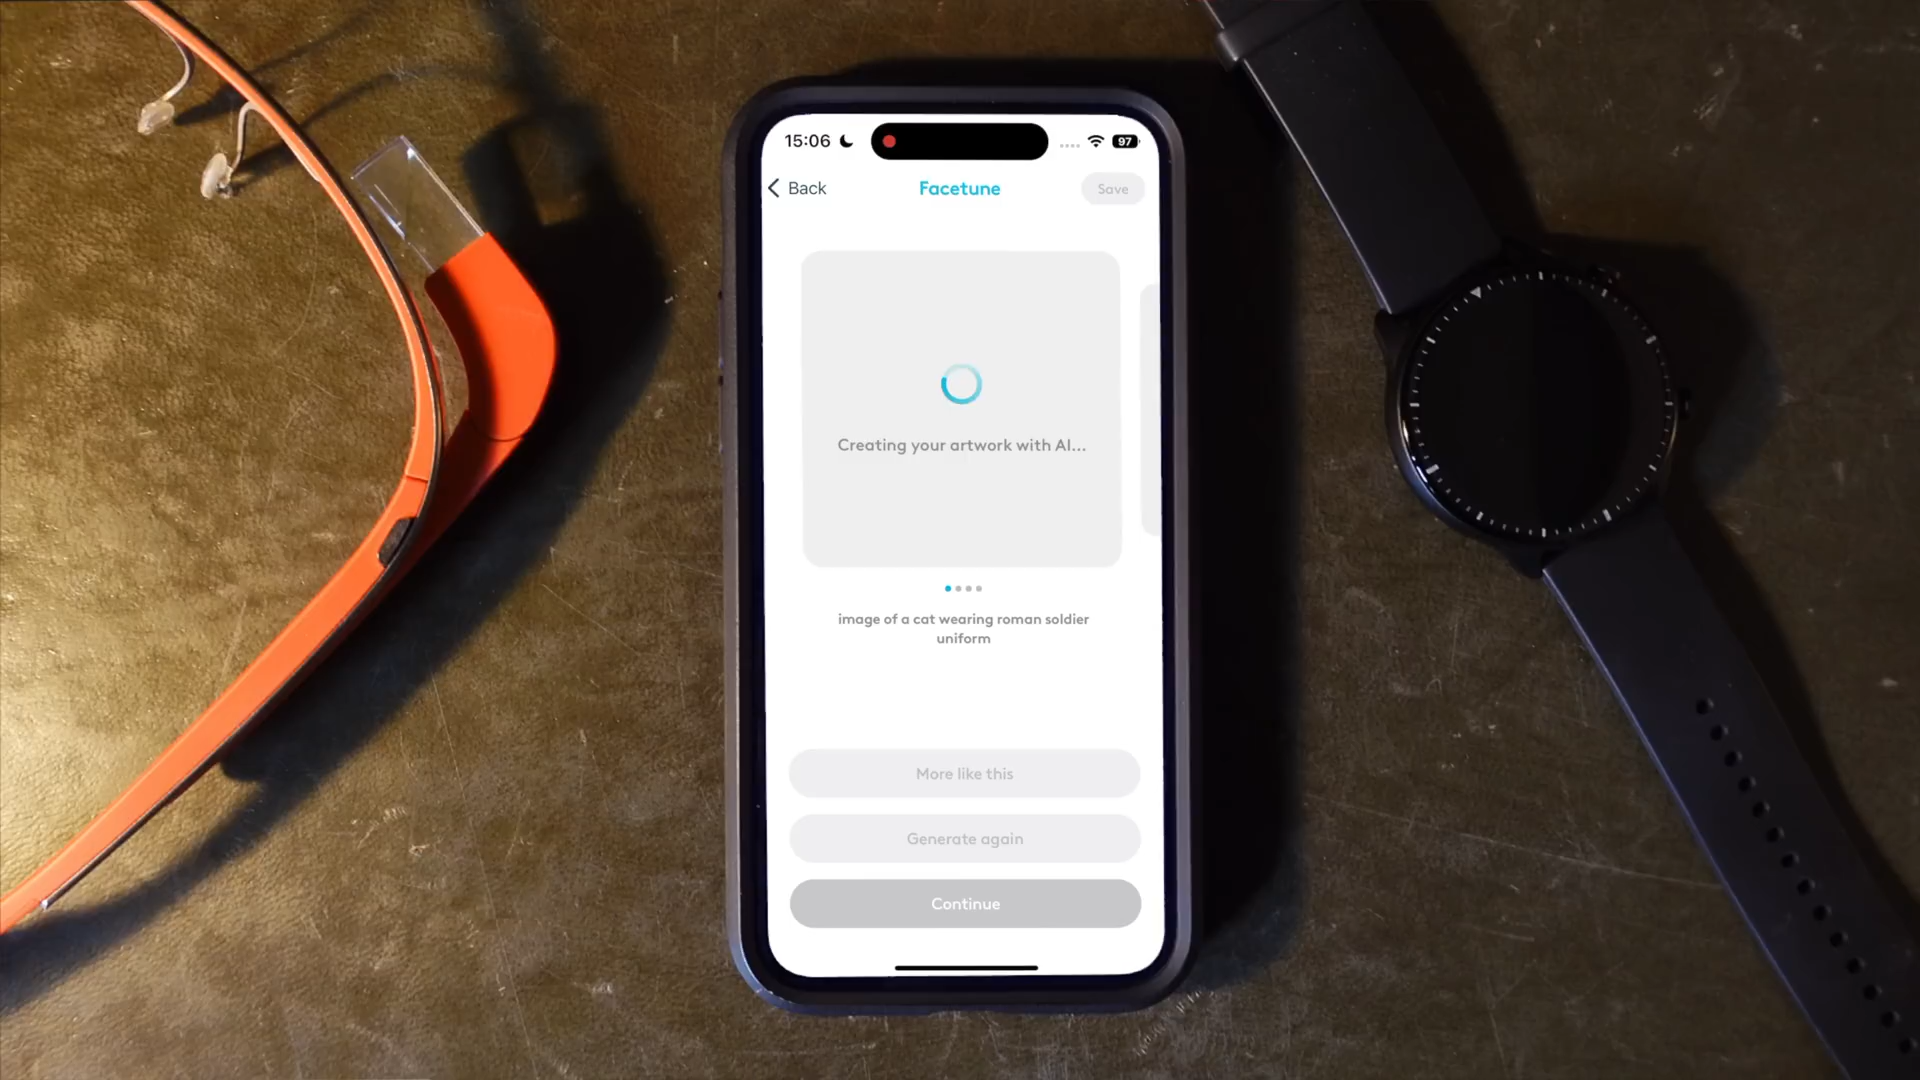 15:06
97
Back
Facetune
Save
Creating your artwork with AI...
image of a cat wearing roman soldier
uniform
More like this
Generate again
Continue